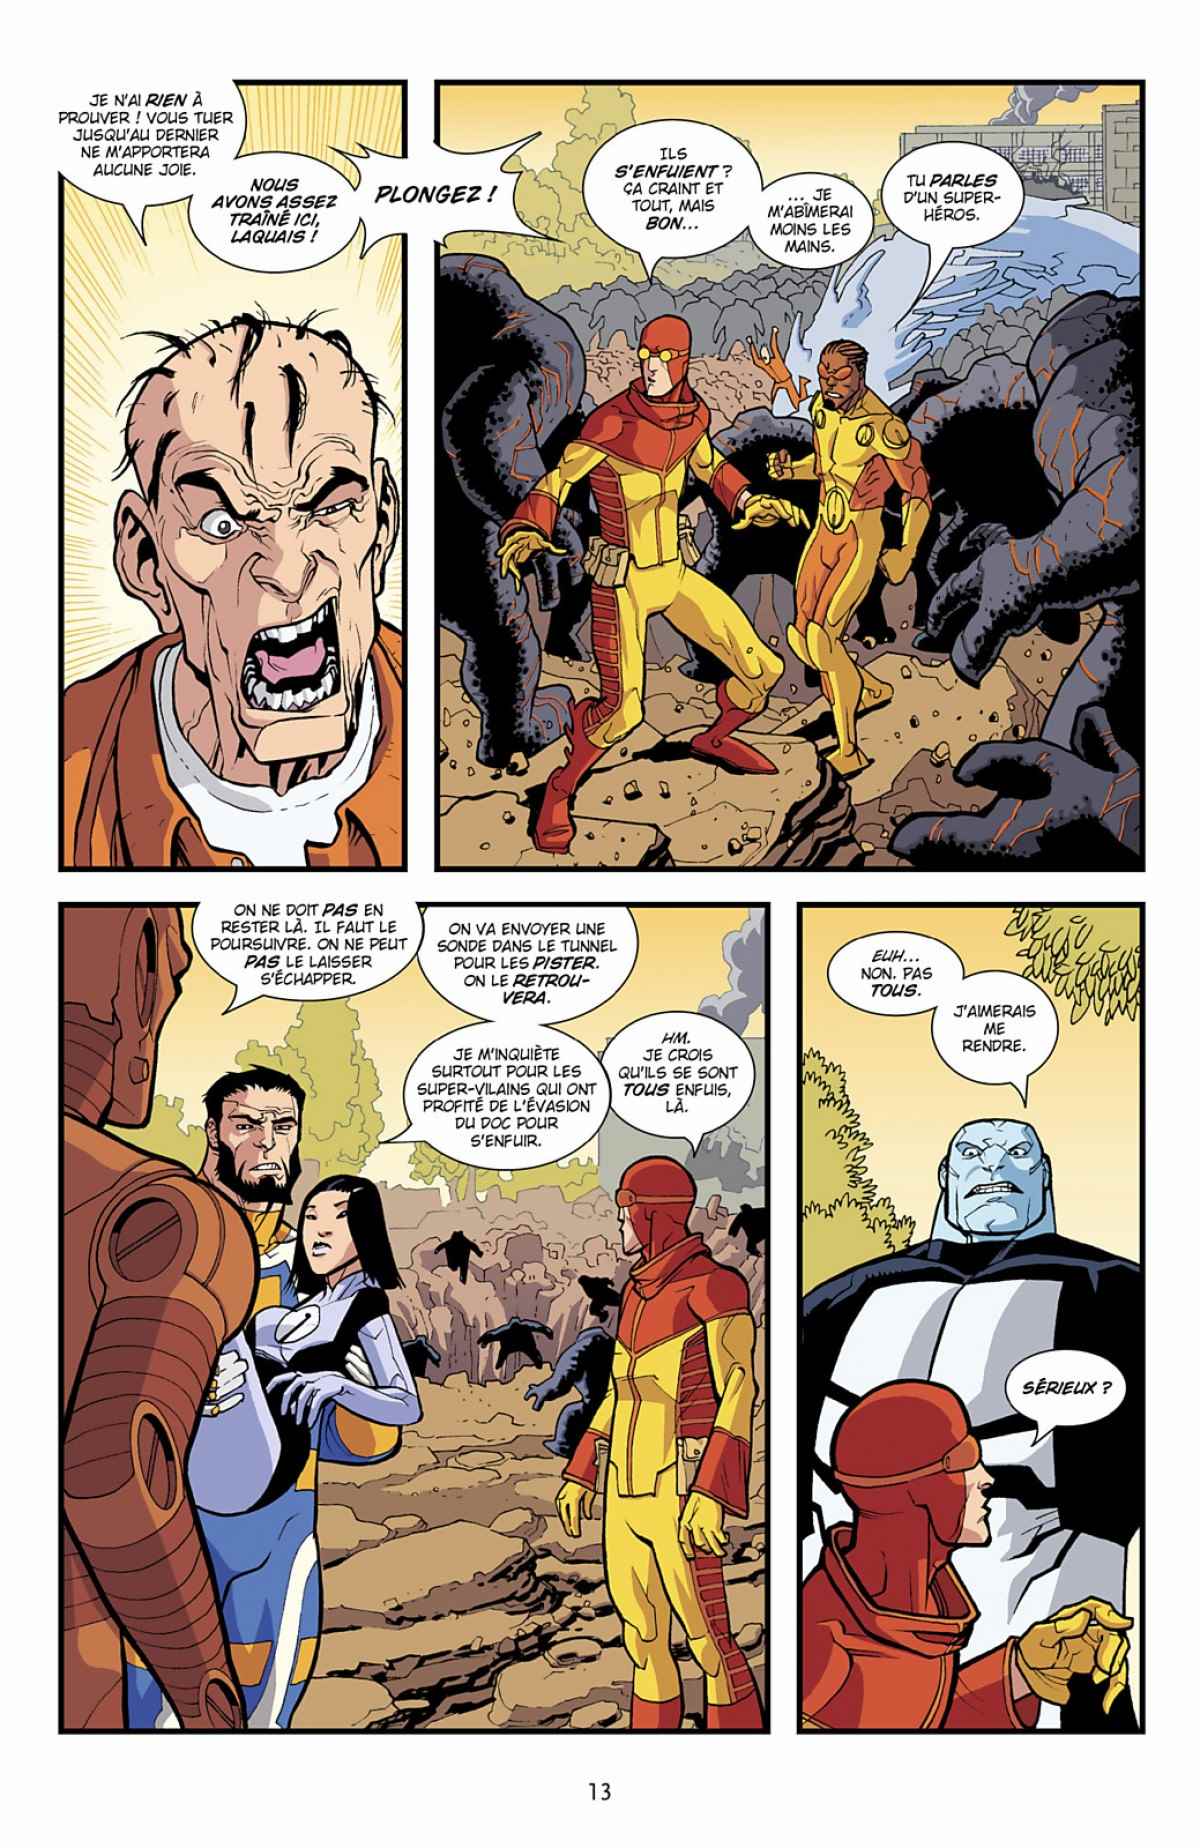 JE N'AI RIEN À
PROUVER ! VOUS TUER
JUSQU'AU DERNIER
NE M'APPORTERA
AUCUNE JOIE.
NOUS
AVONS ASSEZ
TRAÎNÉ ICI,
LAQUAIS !
PLONGEZ !
ILS
S'ENFUIENT ?
ÇA CRAINT ET
TOUT, MAIS
BON...
... JE
M'ABÎMERAI
MOINS LES
MAINS.
TU PARLES
D'UN SUPER-
HÉROS.
ON NE DOIT PAS EN
RESTER LÀ. IL FAUT LE
POURSUIVRE. ON NE PEUT
PAS LE LAISSER
S'ÉCHAPPER.
ON VA ENVOYER UNE
SONDE DANS LE TUNNEL
POUR LES PISTER.
ON LE RETROU-
VERA.
JE M'INQUIÈTE
SURTOUT POUR LES
SUPER-VILAINS QUI ONT
PROFITÉ DE L'ÉVASION
DU DOC POUR
S'ENFUIR.
HM.
JE CROIS
QU'ILS SE SONT
TOUS ENFUIS,
LÀ.
EUH...
NON. PAS
TOUS.
J'AIMERAIS
ME
RENDRE.
SÉRIEUX ?
13